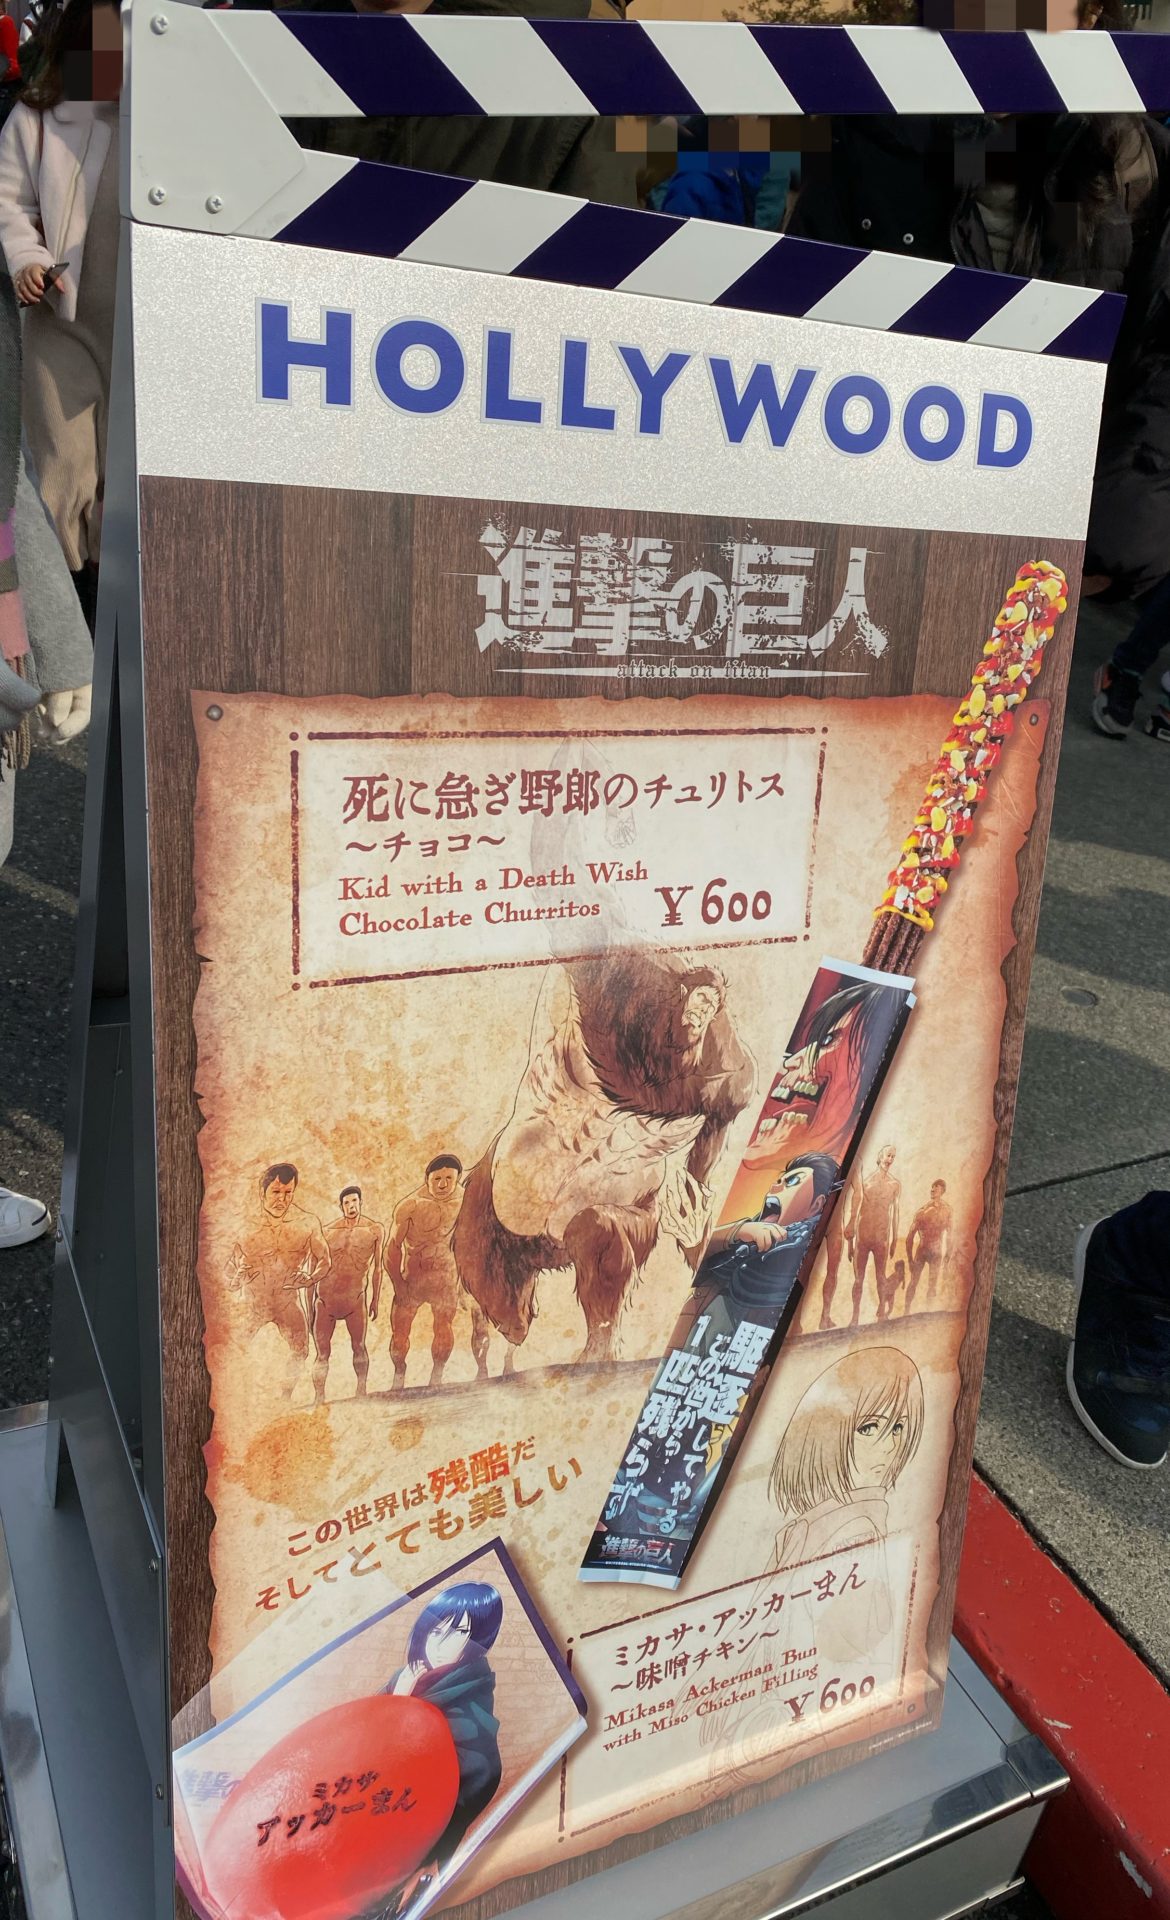 HOLLYWOOD
進撃の巨人
attack on titan
死に急ぎ野郎のチュリトス
~チョコ~
Kid with a Death Wish
Chocolate Churritos
¥600
駆逐してやる
この世から‥
1匹残らず
進撃の巨人
この世界は残酷だ
そしてとても美しい
ミカサ・アッカーまん
~味噌チキン~
Mikasa Ackerman Bun
with Miso Chicken Filling
¥600
ミカサ
アッカーまん